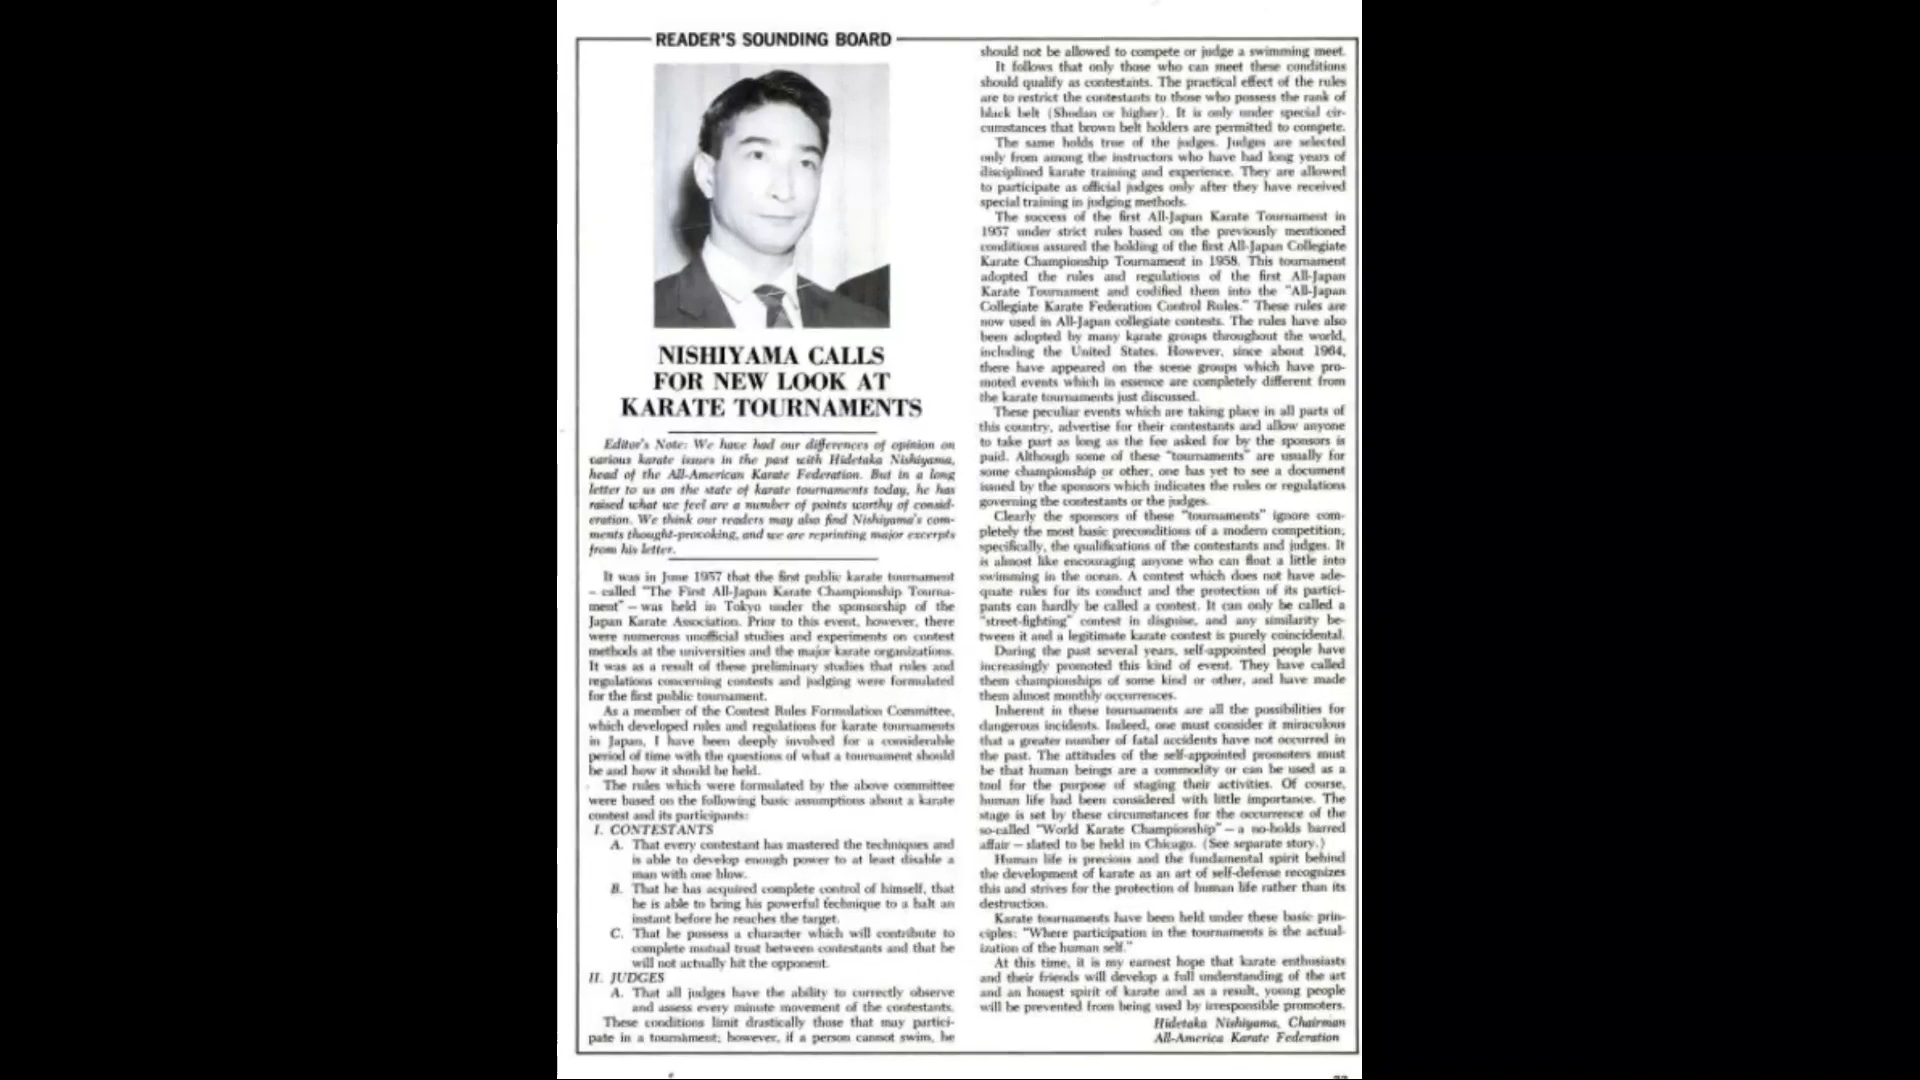 READER'S SOUNDING BOARD
NISHIYAMA CALLS
FOR NEW LOOK AT
KARATE TOURNAMENTS
Editor's Note: We have had our differences of opinion on
various karate issues in the past with Hidetaka Nishiyama,
head of the All-American Karate Federation. But in a long
letter to us on the state of karate tournaments today, he has
raised what we feel are a number of points worthy of consid-
eration. We think our readers may also find Nishiyama's com-
ments thought-provoking, and we are reprinting major excerpts
from his letter.
It was in June 1957 that the first public karate tournament
– called "The First All-Japan Karate Championship Tourna-
ment" – was held in Tokyo under the sponsorship of the
Japan Karate Association. Prior to this event, however, there
were numerous unofficial studies and experiments on contest
methods at the universities and the major karate organizations.
It was as a result of these preliminary studies that rules and
regulations concerning contests and judging were formulated
for the first public tournament.
As a member of the Contest Rules Formulation Committee,
which developed rules and regulations for karate tournaments
in Japan, I have been deeply involved for a considerable
period of time with the questions of what a tournament should
be and how it should be held.
The rules which were formulated by the above committee
were based on the following basic assumptions about a karate
contest and its participants:
I. CONTESTANTS
A. That every contestant has mastered the techniques and
is able to develop enough power to at least disable a
man with one blow.
B. That he has acquired complete control of himself, that
he is able to bring his powerful technique to a halt an
instant before he reaches the target.
C. That he possess a character which will contribute to
complete mutual trust between contestants and that he
will not actually hit the opponent.
II. JUDGES
A. That all judges have the ability to correctly observe
and assess every minute movement of the contestants.
These conditions limit drastically those that may partici-
pate in a tournament; however, if a person cannot swim, he
should not be allowed to compete or judge a swimming meet.
It follows that only those who can meet these conditions
should qualify as contestants. The practical effect of the rules
are to restrict the contestants to those who possess the rank of
black belt (Shodan or higher). It is only under special cir-
cumstances that brown belt holders are permitted to compete.
The same holds true of the judges. Judges are selected
only from among the instructors who have had long years of
disciplined karate training and experience. They are allowed
to participate as official judges only after they have received
special training in judging methods.
The success of the first All-Japan Karate Tournament in
1957 under strict rules based on the previously mentioned
conditions assured the holding of the first All-Japan Collegiate
Karate Championship Tournament in 1958. This tournament
adopted the rules and regulations of the first All-Japan
Karate Tournament and codified them into the "All-Japan
Collegiate Karate Federation Control Rules." These rules are
now used in All-Japan collegiate contests. The rules have also
been adopted by many karate groups throughout the world,
including the United States. However, since about 1964,
there have appeared on the scene groups which have pro-
moted events which in essence are completely different from
the karate tournaments just discussed.
These peculiar events which are taking place in all parts of
this country, advertise for their contestants and allow anyone
to take part as long as the fee asked for by the sponsors is
paid. Although some of these "tournaments" are usually for
some championship or other, one has yet to see a document
issued by the sponsors which indicates the rules or regulations
governing the contestants or the judges.
Clearly the sponsors of these "tournaments" ignore com-
pletely the most basic preconditions of a modern competition;
specifically, the qualifications of the contestants and judges. It
is almost like encouraging anyone who can float a little into
swimming in the ocean. A contest which does not have ade-
quate rules for its conduct and the protection of its partici-
pants can hardly be called a contest. It can only be called a
"street-fighting" contest in disguise, and any similarity be-
tween it and a legitimate karate contest is purely coincidental.
During the past several years, self-appointed people have
increasingly promoted this kind of event. They have called
them championships of some kind or other, and have made
them almost monthly occurrences.
Inherent in these tournaments are all the possibilities for
dangerous incidents. Indeed, one must consider it miraculous
that a greater number of fatal accidents have not occurred in
the past. The attitudes of the self-appointed promoters must
be that human beings are a commodity or can be used as a
tool for the purpose of staging their activities. Of course,
human life had been considered with little importance. The
stage is set by these circumstances for the occurrence of the
so-called "World Karate Championship" – a no-holds barred
affair – slated to be held in Chicago. (See separate story.)
Human life is precious and the fundamental spirit behind
the development of karate as an art of self-defense recognizes
this and strives for the protection of human life rather than its
destruction.
Karate tournaments have been held under these basic prin-
ciples: "Where participation in the tournaments is the actual-
ization of the human self."
At this time, it is my earnest hope that karate enthusiasts
and their friends will develop a full understanding of the art
and an honest spirit of karate and as a result, young people
will be prevented from being used by irresponsible promoters.
Hidetaka Nishiyama, Chairman
All-America Karate Federation